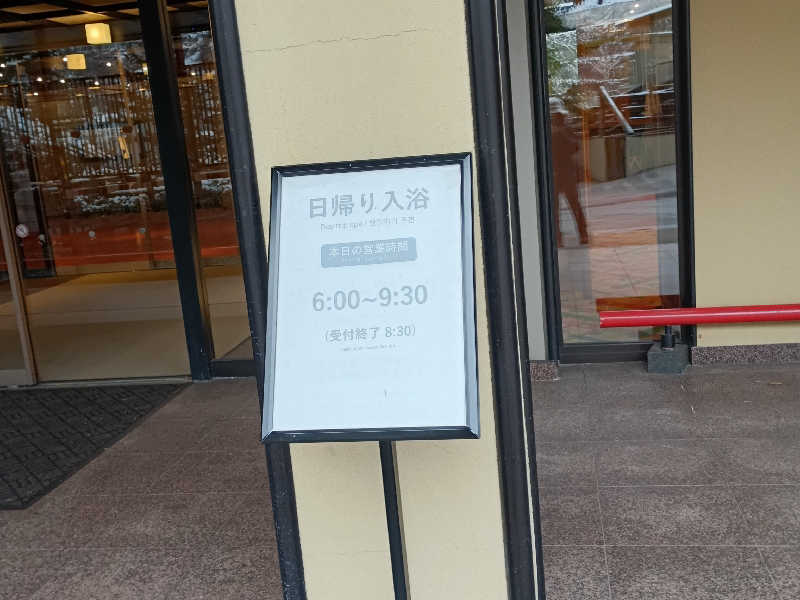 日帰り入浴
本日の営業時間
6:00~9:30
(受付終了 8:30)